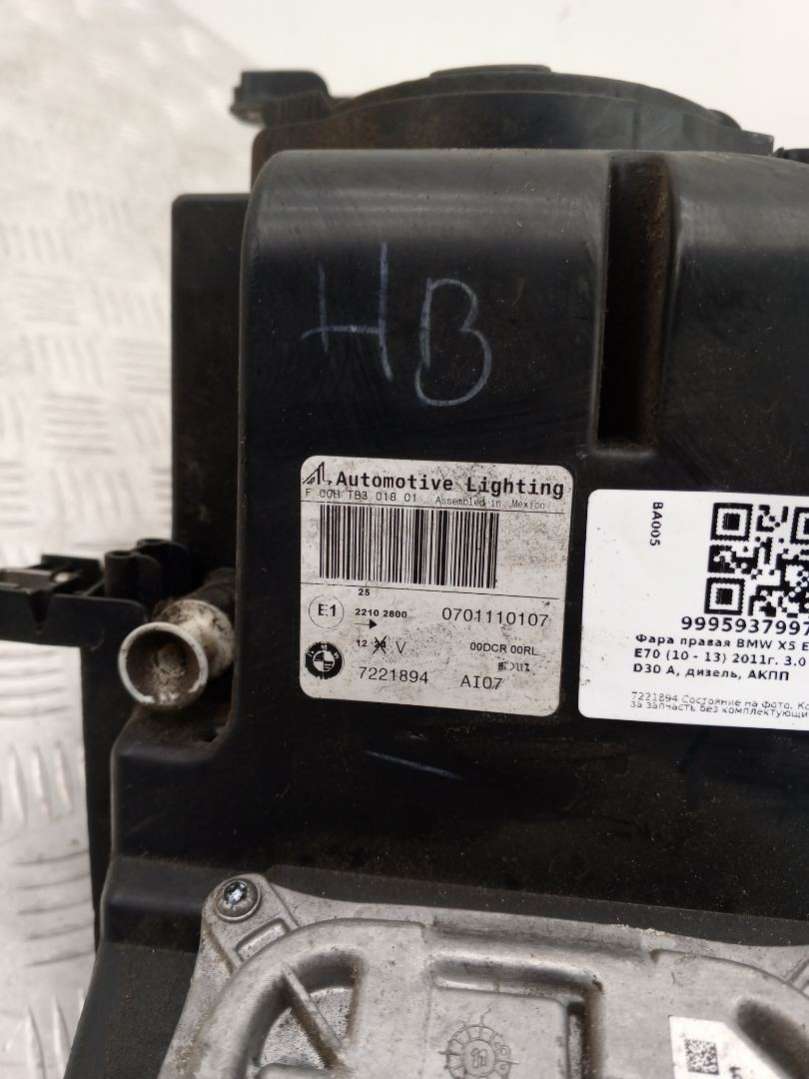 HB
Automotive Lighting
F 00H TB3 018 01 Assembled in Mexico
25
E1
2210 2800
0701110107
12 V
00DCR 00RL
7221894
AI07
BA005
9995937997
Фара правая BMW X5 E
E70 (10 - 13) 2011г. 3.0
D30 A, дизель, АКПП
7221894 Состояние на фото. Ко
за запчасть без комплектующи